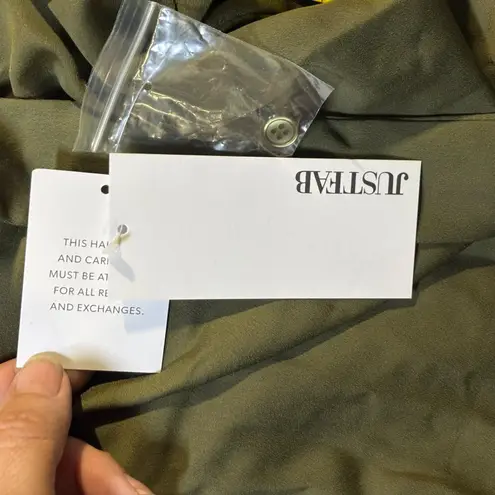 JUSTFAB
THIS
AND
MUST BE
FOR ALL
AND EXCHANGES.